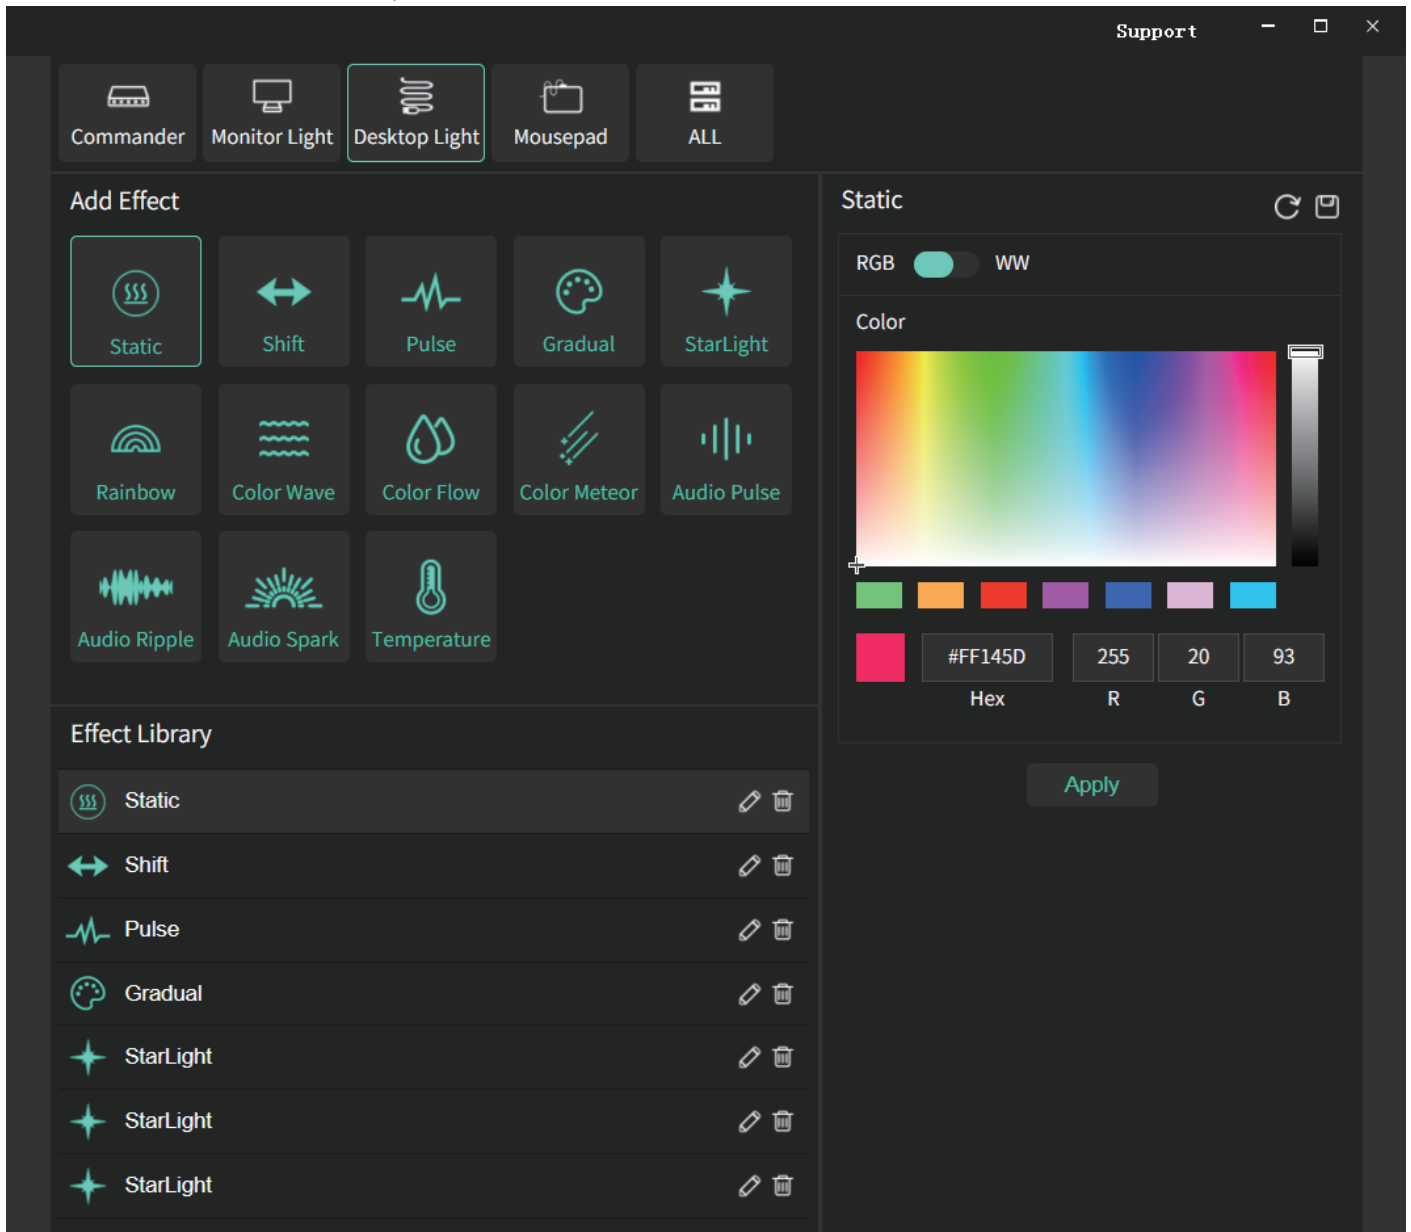 Support
Commander Monitor Light Desktop Light Mousepad ALL
Add Effect
Static Shift Pulse Gradual StarLight
Rainbow Color Wave Color Flow Color Meteor Audio Pulse
Audio Ripple Audio Spark Temperature
Effect Library
Static
Shift
Pulse
Gradual
StarLight
StarLight
StarLight
Static
RGB WW
Color
#FF145D 255 20 93
Hex R G B
Apply